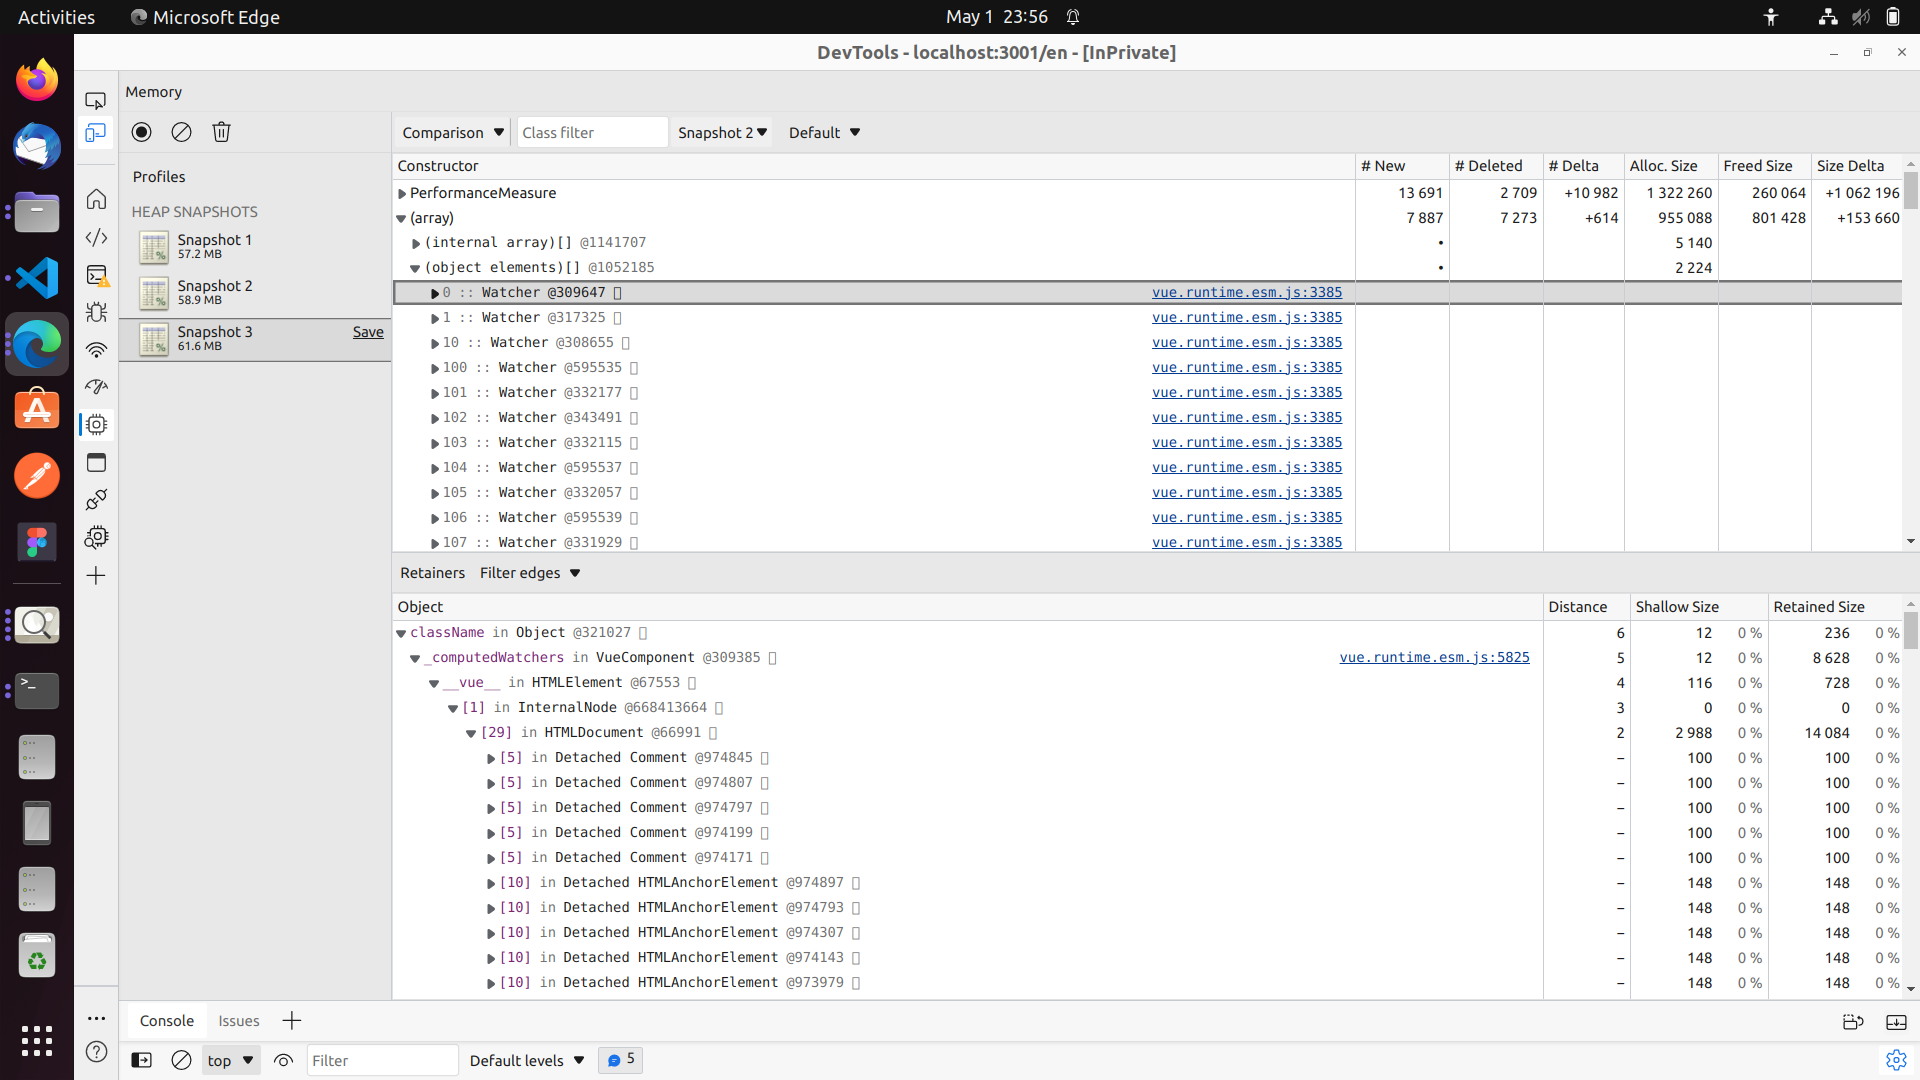 Activities Microsoft Edge May 1 23:56
DevTools - localhost:3001/en - [InPrivate]
Memory
Comparison Class filter Snapshot 2 Default
Profiles
HEAP SNAPSHOTS
Snapshot 1
57.2 MB
Snapshot 2
58.9 MB
Snapshot 3 Save
61.6 MB
Constructor # New # Deleted # Delta Alloc. Size Freed Size Size Delta
PerformanceMeasure 13 691 2 709 +10 982 1 322 260 260 064 +1 062 196
(array) 7 887 7 273 +614 955 088 801 428 +153 660
(internal array)[] @1141707 • 5 140
(object elements)[] @1052185 • 2 224
0 :: Watcher @309647 vue.runtime.esm.js:3385
1 :: Watcher @317325 vue.runtime.esm.js:3385
10 :: Watcher @308655 vue.runtime.esm.js:3385
100 :: Watcher @595535 vue.runtime.esm.js:3385
101 :: Watcher @332177 vue.runtime.esm.js:3385
102 :: Watcher @343491 vue.runtime.esm.js:3385
103 :: Watcher @332115 vue.runtime.esm.js:3385
104 :: Watcher @595537 vue.runtime.esm.js:3385
105 :: Watcher @332057 vue.runtime.esm.js:3385
106 :: Watcher @595539 vue.runtime.esm.js:3385
107 :: Watcher @331929 vue.runtime.esm.js:3385
Retainers Filter edges
Object Distance Shallow Size Retained Size
className in Object @321027 6 12 0 % 236 0 %
_computedWatchers in VueComponent @309385 vue.runtime.esm.js:5825 5 12 0 % 8 628 0 %
__vue__ in HTMLElement @67553 4 116 0 % 728 0 %
[1] in InternalNode @668413664 3 0 0 % 0 0 %
[29] in HTMLDocument @66991 2 2 988 0 % 14 084 0 %
[5] in Detached Comment @974845 – 100 0 % 100 0 %
[5] in Detached Comment @974807 – 100 0 % 100 0 %
[5] in Detached Comment @974797 – 100 0 % 100 0 %
[5] in Detached Comment @974199 – 100 0 % 100 0 %
[5] in Detached Comment @974171 – 100 0 % 100 0 %
[10] in Detached HTMLAnchorElement @974897 – 148 0 % 148 0 %
[10] in Detached HTMLAnchorElement @974793 – 148 0 % 148 0 %
[10] in Detached HTMLAnchorElement @974307 – 148 0 % 148 0 %
[10] in Detached HTMLAnchorElement @974143 – 148 0 % 148 0 %
[10] in Detached HTMLAnchorElement @973979 – 148 0 % 148 0 %
Console Issues
top Filter Default levels 5